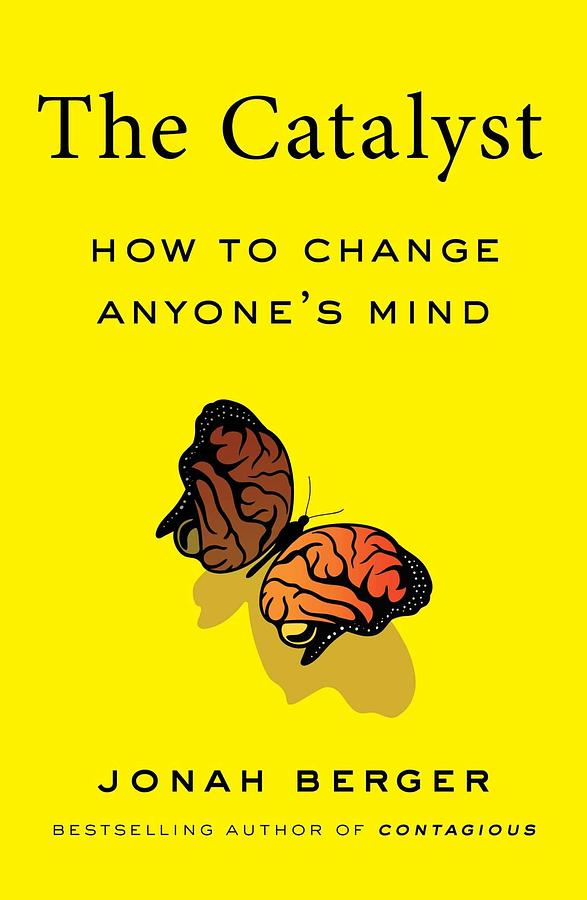 The Catalyst
HOW TO CHANGE
ANYONE’S MIND
JONAH BERGER
BESTSELLING AUTHOR OF CONTAGIOUS